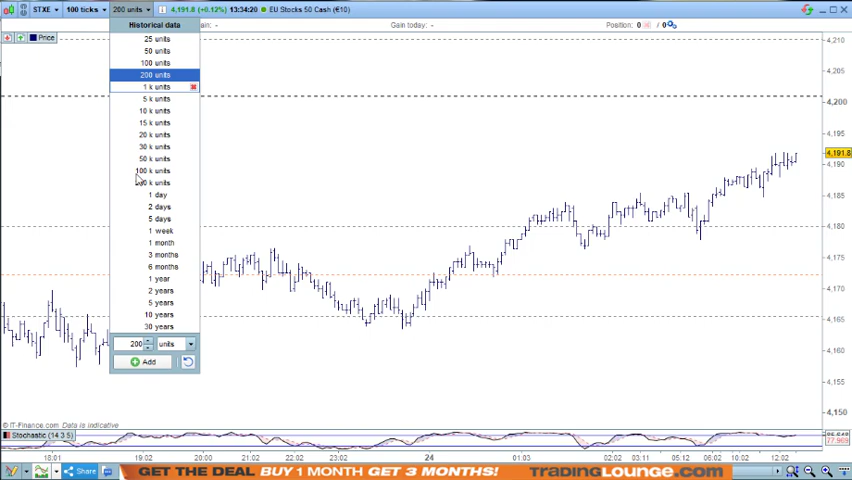 STXE 100 ticks 200 units 4,191.8 (+0.12%) 13:34:20 EU Stocks 50 Cash (€10)
Historical data Gain today: - Position: 0 0
Price
25 units
50 units
100 units
200 units
1 k units
5 k units
10 k units
15 k units
20 k units
30 k units
50 k units
100 k units
k units
1 day
2 days
5 days
1 week
1 month
3 months
6 months
1 year
2 years
5 years
10 years
30 years
200 units
Add
4,210
4,205
4,200
4,195
4,191.8
4,190
4,185
4,180
4,175
4,170
4,165
4,160
4,155
4,150
© IT-Finance.com Data is indicative
Stochastic (14 3 5)
77.969
18:01 19:02 20:00 21:02 22:02 23:02 24 01:03 02:02 03:11 05:12 08:02 10:02 12:02
Share GET THE DEAL BUY 1 MONTH GET 3 MONTHS! TRADINGLOUNGE.COM